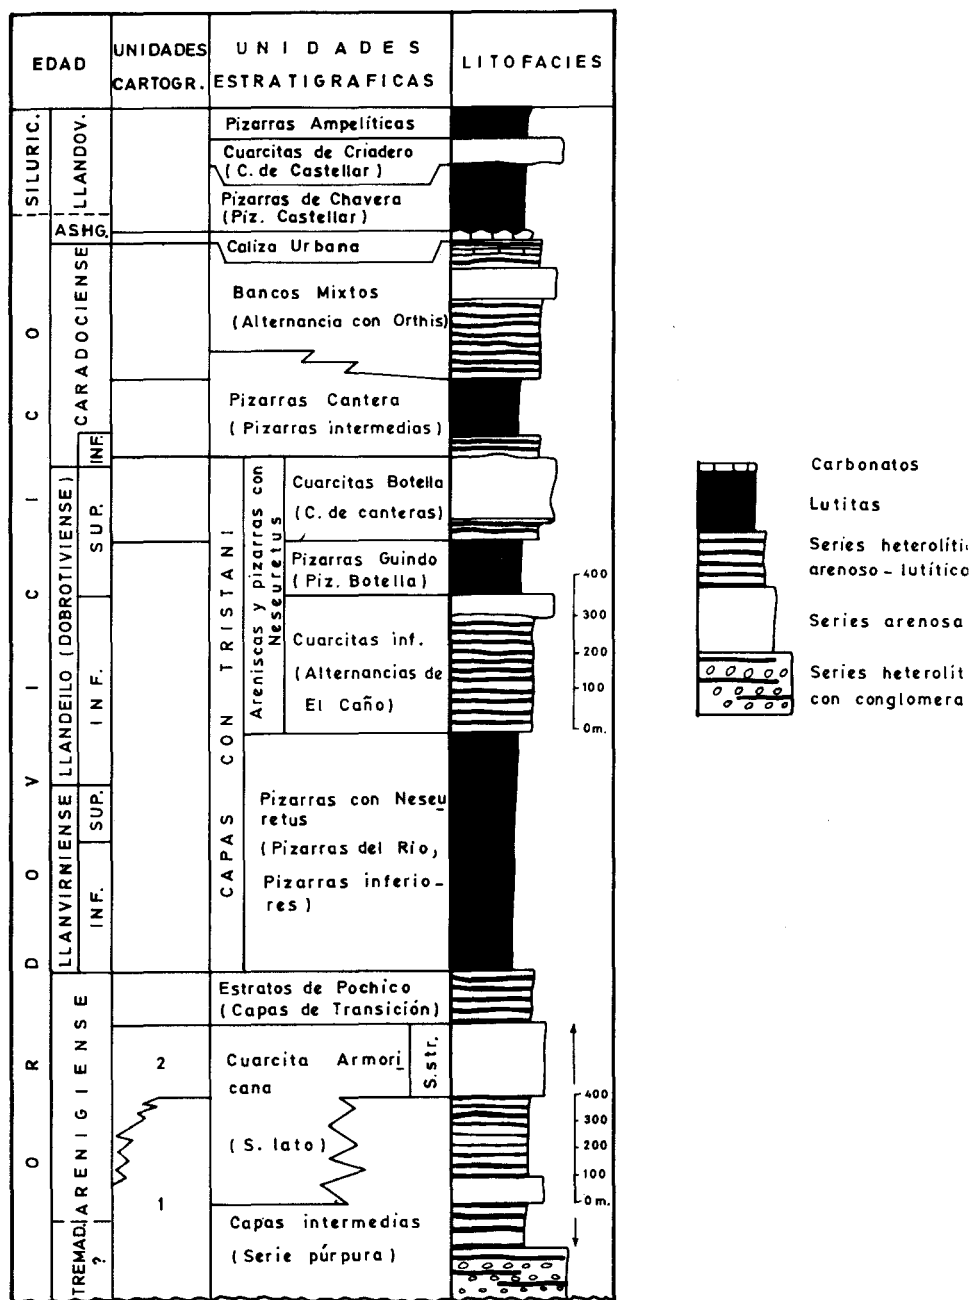 EDAD
UNIDADES
CARTOGR.
UNIDADES
ESTRATIGRAFICAS
LITOFACIES
SILURIC.
LLANDOV.
Pizarras Ampelíticas
Cuarcitas de Criadero
(C. de Castellar)
Pizarras de Chavera
(Piz. Castellar)
ASHG.
Caliza Urbana
ORDOVICICO
CARADOCIENSE
Bancos Mixtos
(Alternancia con Orthis)
Pizarras Cantera
(Pizarras intermedias)
INF.
LLANDEILO (DOBROTIVIENSE)
SUP.
INF.
CAPAS CON TRISTANI
Areniscas y pizarras con
Neseuretus
Cuarcitas Botella
(C. de canteras)
Pizarras Guindo
(Piz. Botella)
Cuarcitas inf.
(Alternancias de
El Caño)
400
300
200
100
0m.
LLANVIRNIENSE
SUP.
INF.
Pizarras con Neseu
retus
(Pizarras del Río,
Pizarras inferio-
res)
ARENIGIENSE
Estratos de Pochico
(Capas de Transición)
2
Cuarcita Armori
cana
S.str.
(S. lato)
400
300
200
100
0m.
1
TREMAD.
?
Capas intermedias
(Serie púrpura)
Carbonatos
Lutitas
Series heterolíti
arenoso-lutítico
Series arenosa
Series heterolít
con conglomera